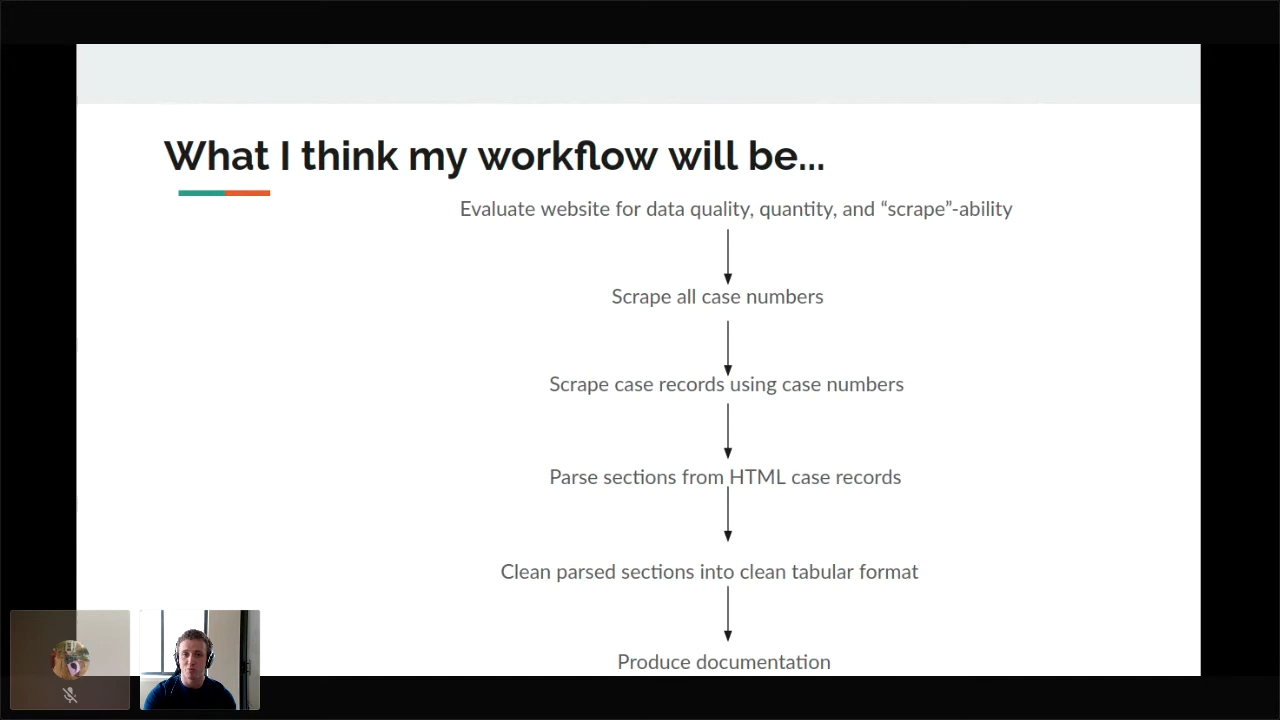 What I think my workflow will be...
Evaluate website for data quality, quantity, and “scrape”-ability
Scrape all case numbers
Scrape case records using case numbers
Parse sections from HTML case records
Clean parsed sections into clean tabular format
Produce documentation